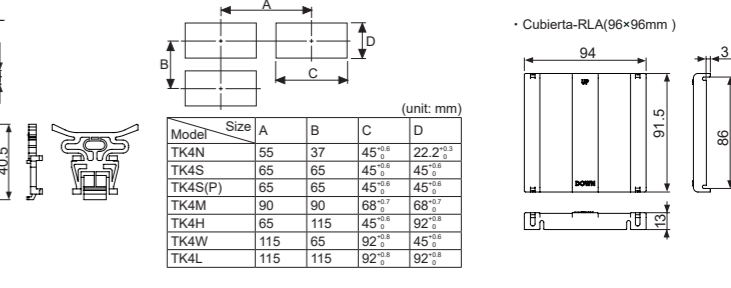 A
B
C
D
40.5
(unit: mm)
Model Size A B C D
TK4N 55 37 45 +0.6 0 22.2 +0.3 0
TK4S 65 65 45 +0.6 0 45 +0.6 0
TK4S(P) 65 65 45 +0.6 0 45 +0.6 0
TK4M 90 90 68 +0.7 0 68 +0.7 0
TK4H 65 115 45 +0.6 0 92 +0.8 0
TK4W 115 65 92 +0.8 0 45 +0.6 0
TK4L 115 115 92 +0.8 0 92 +0.8 0
· Cubierta-RLA(96×96mm )
94
3
UP
91.5
86
DOWN
13